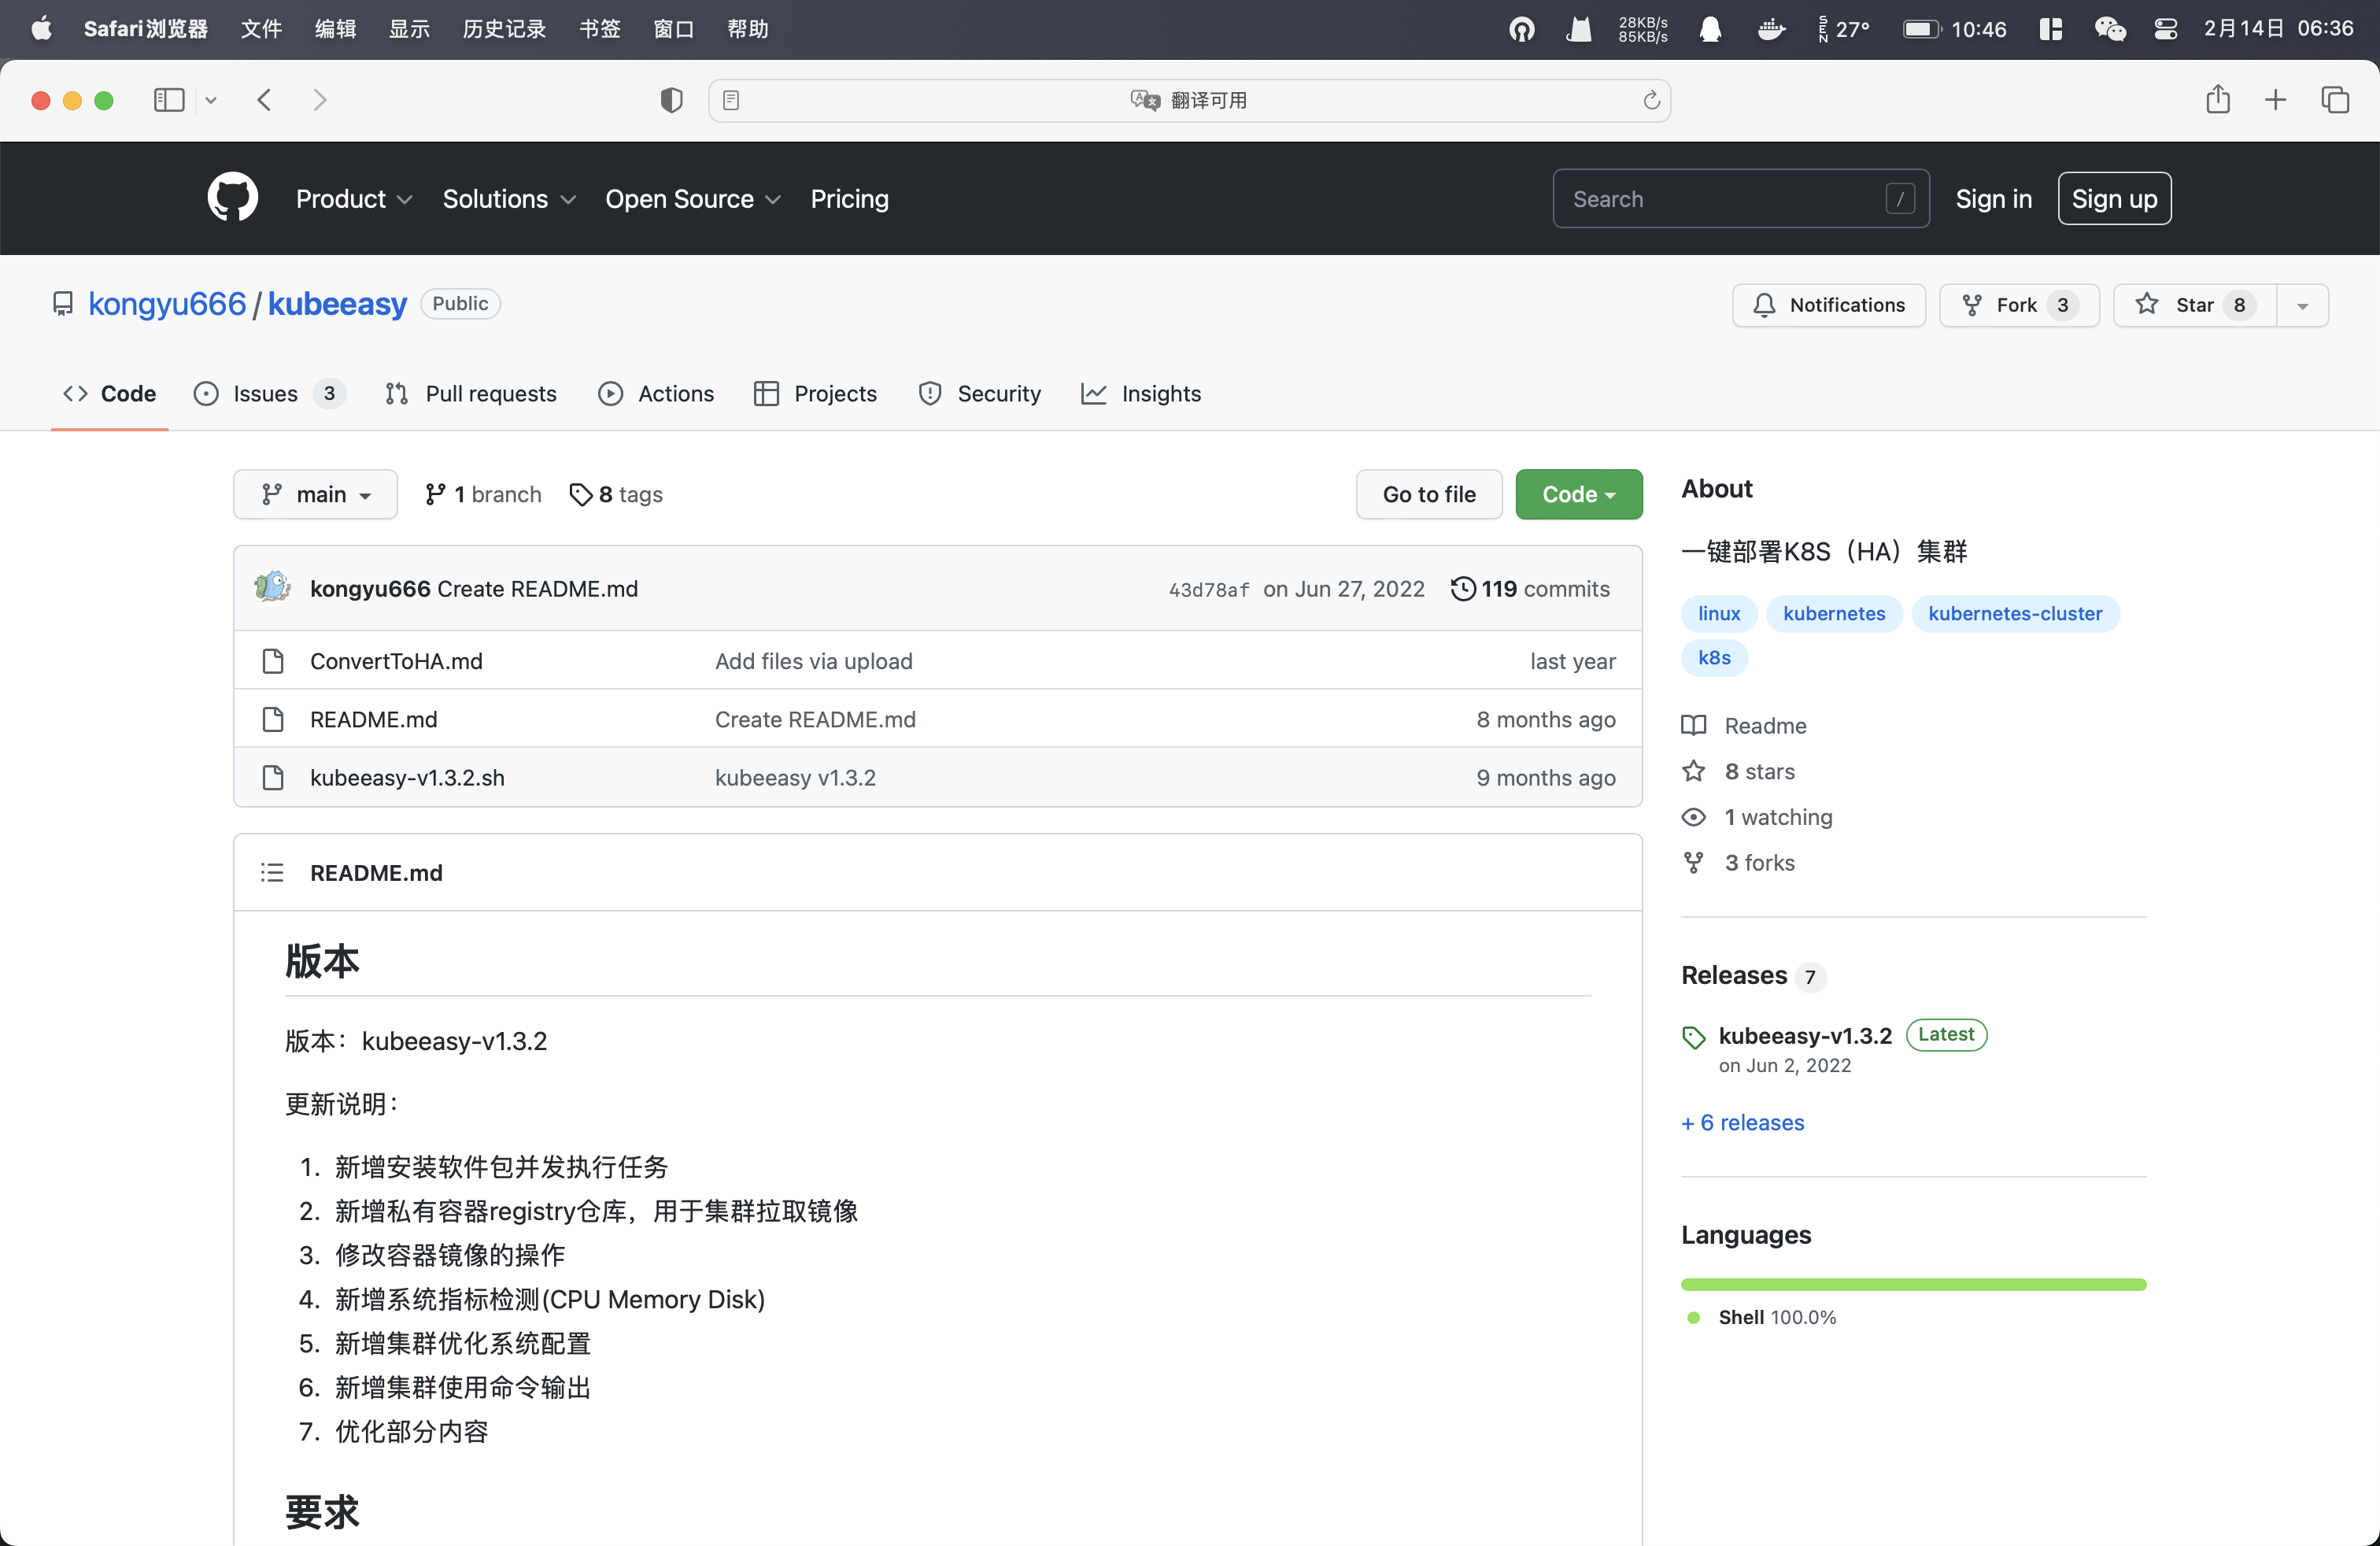 Safari浏览器 文件 编辑 显示 历史记录 书签 窗口 帮助 28KB/s 85KB/s SEN 27° 10:46 2月14日 06:36
翻译可用
Product Solutions Open Source Pricing Search / Sign in Sign up
kongyu666/kubeeasy Public Notifications Fork 3 Star 8
Code Issues 3 Pull requests Actions Projects Security Insights
main 1 branch 8 tags Go to file Code
kongyu666 Create README.md 43d78af on Jun 27, 2022 119 commits
ConvertToHA.md Add files via upload last year
README.md Create README.md 8 months ago
kubeeasy-v1.3.2.sh kubeeasy v1.3.2 9 months ago
README.md
版本
版本：kubeeasy-v1.3.2
更新说明：
1. 新增安装软件包并发执行任务
2. 新增私有容器registry仓库，用于集群拉取镜像
3. 修改容器镜像的操作
4. 新增系统指标检测(CPU Memory Disk)
5. 新增集群优化系统配置
6. 新增集群使用命令输出
7. 优化部分内容
要求
About
一键部署K8S（HA）集群
linux kubernetes kubernetes-cluster
k8s
Readme
8 stars
1 watching
3 forks
Releases 7
kubeeasy-v1.3.2 Latest
on Jun 2, 2022
+ 6 releases
Languages
Shell 100.0%